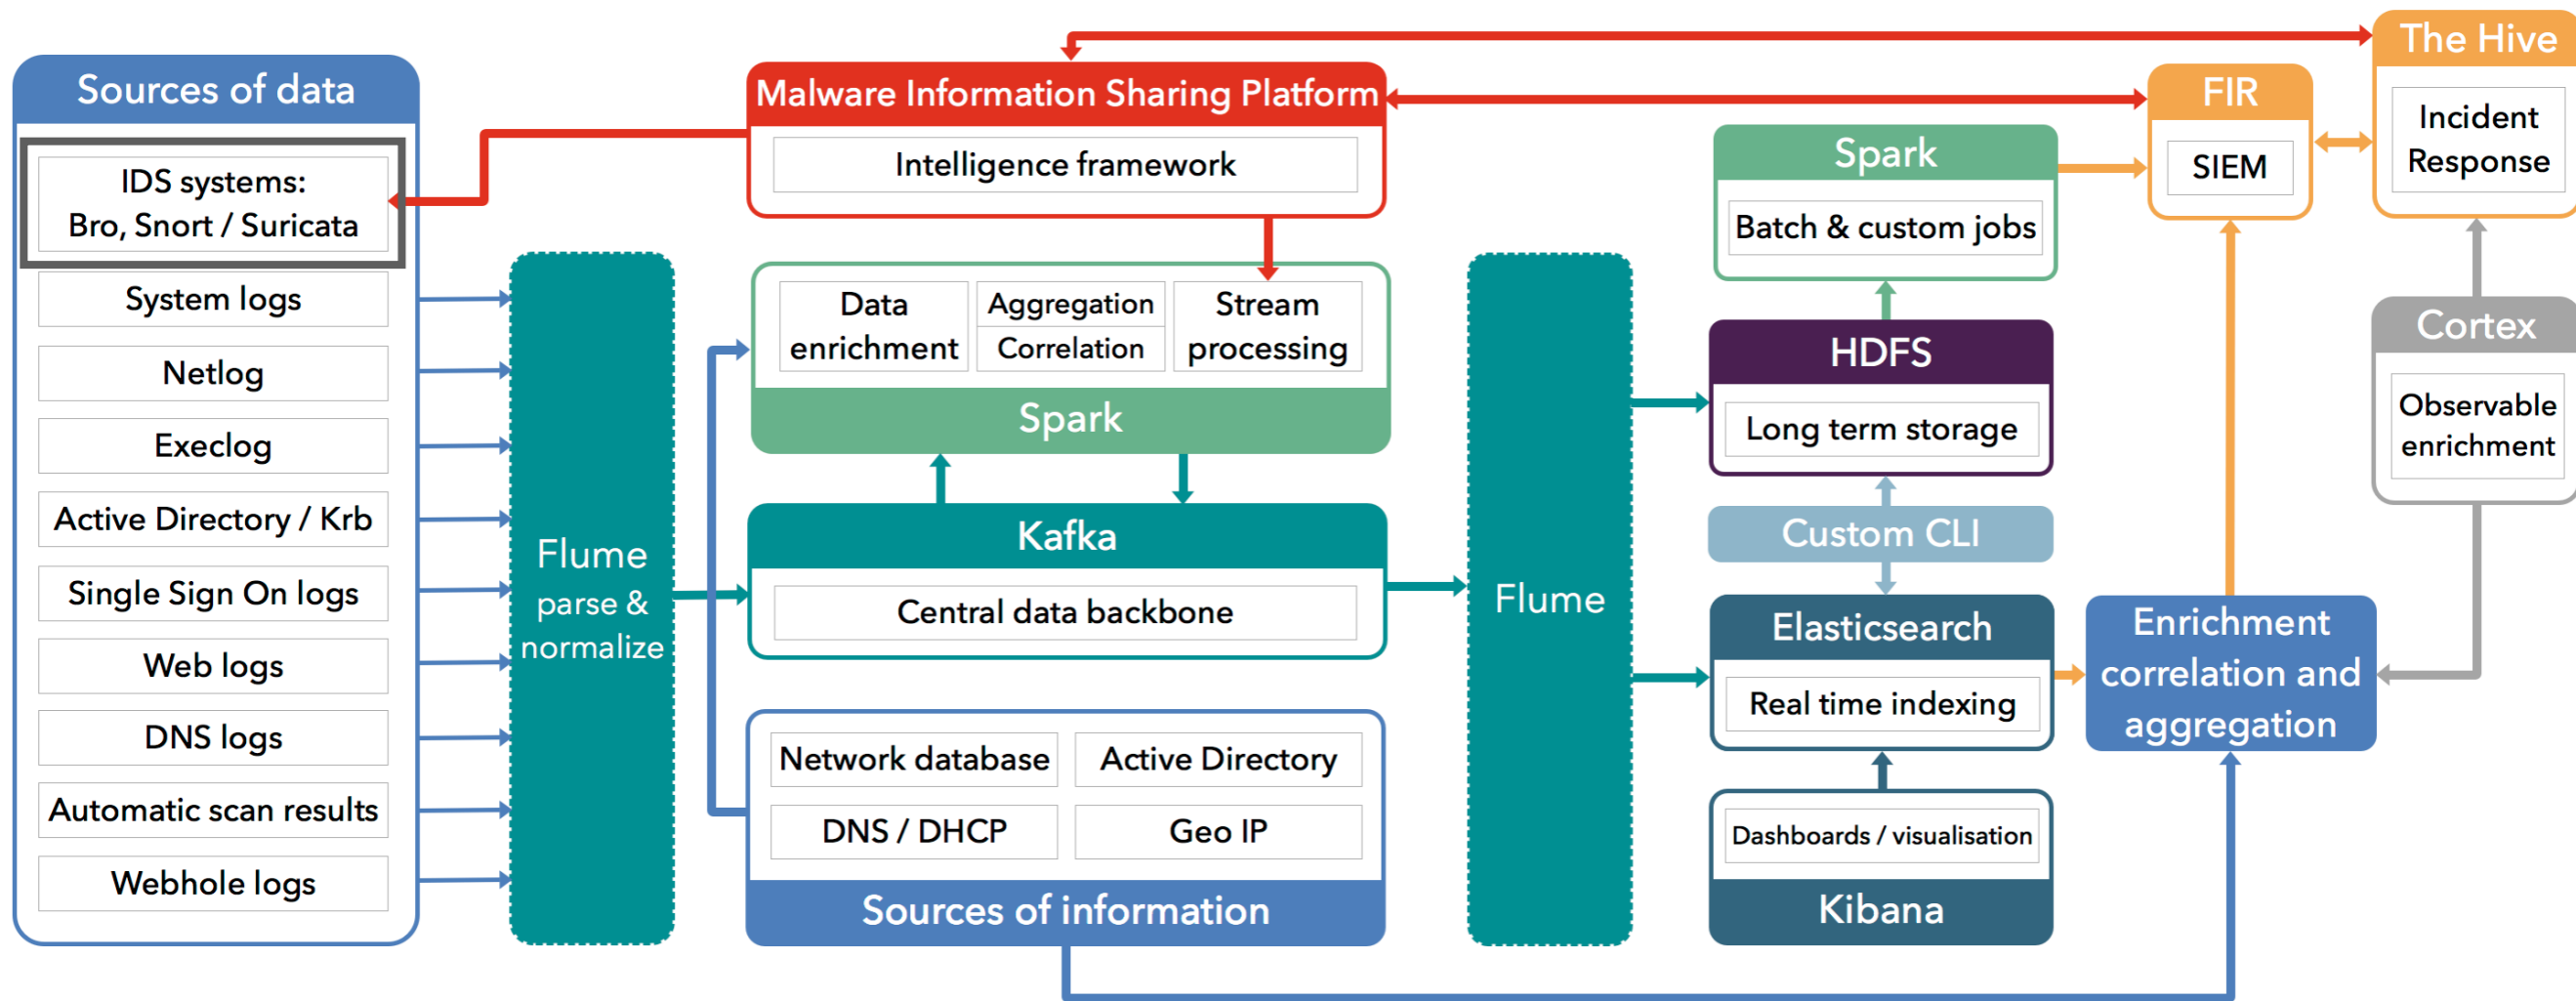 Sources of data
IDS systems:
Bro, Snort / Suricata
System logs
Netlog
Execlog
Active Directory / Krb
Single Sign On logs
Web logs
DNS logs
Automatic scan results
Webhole logs
Flume
parse &
normalize
Malware Information Sharing Platform
Intelligence framework
Data
enrichment
Aggregation
Correlation
Stream
processing
Spark
Kafka
Central data backbone
Network database
Active Directory
DNS / DHCP
Geo IP
Sources of information
Flume
Spark
Batch & custom jobs
HDFS
Long term storage
Custom CLI
Elasticsearch
Real time indexing
Dashboards / visualisation
Kibana
FIR
SIEM
Enrichment
correlation and
aggregation
The Hive
Incident
Response
Cortex
Observable
enrichment